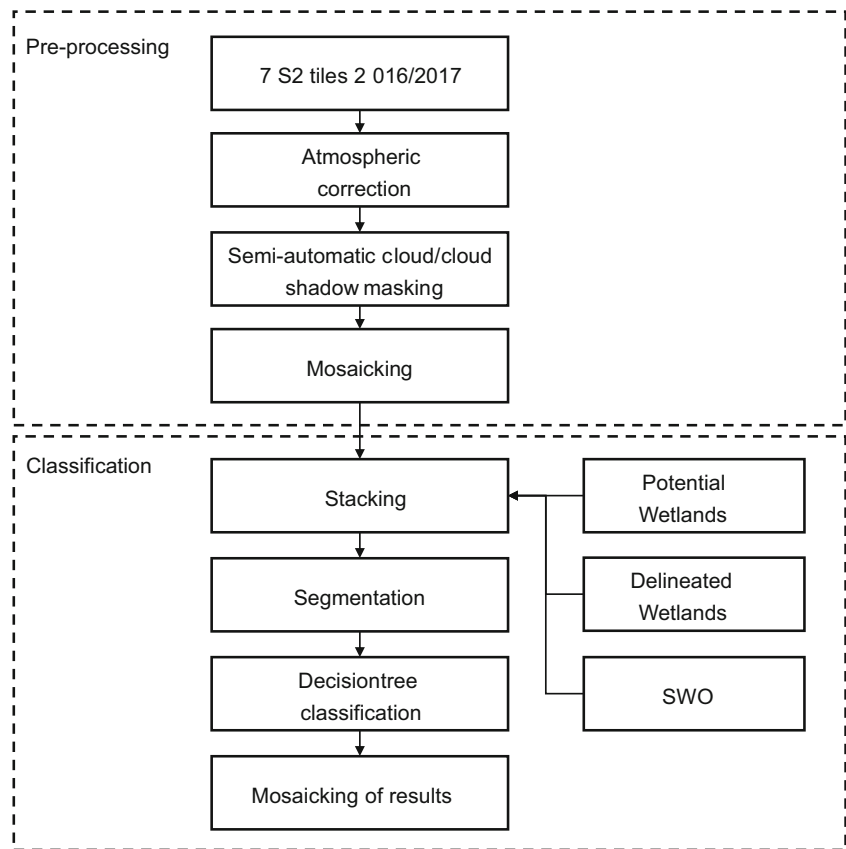 Pre-processing
7 S2 tiles 2 016/2017
Atmospheric
correction
Semi-automatic cloud/cloud
shadow masking
Mosaicking
Classification
Stacking
Potential
Wetlands
Segmentation
Delineated
Wetlands
Decisiontree
classification
SWO
Mosaicking of results